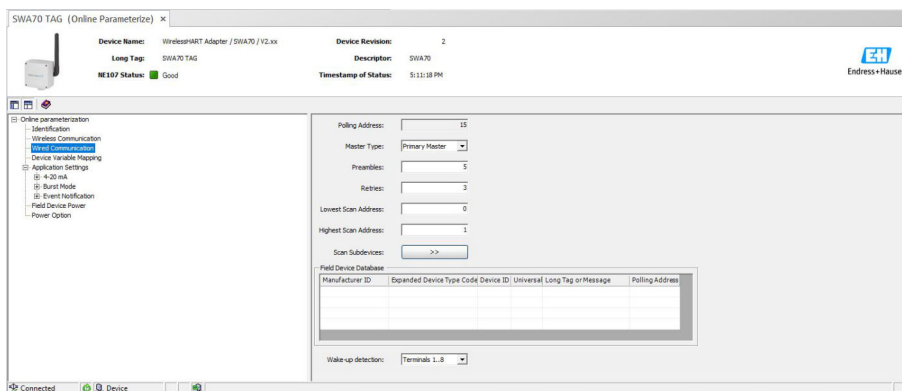 SWA70 TAG (Online Parameterize) ×
Device Name: WirelessHART Adapter / SWA70 / V2.xx Device Revision: 2
Long Tag: SWA70 TAG Descriptor: SWA70
NE107 Status: Good Timestamp of Status: 5:11:18 PM
EH
Endress+Hause
Online parameterization
Identification
Wireless Communication
Wired Communication
Device Variable Mapping
Application Settings
4-20 mA
Burst Mode
Event Notification
Field Device Power
Power Option
Polling Address: 15
Master Type: Primary Master
Preambles: 5
Retries: 3
Lowest Scan Address: 0
Highest Scan Address: 1
Scan Subdevices: >>
Field Device Database
Manufacturer ID Expanded Device Type Code Device ID Universal Long Tag or Message Polling Address
Wake-up detection: Terminals 1..8
Connected Device